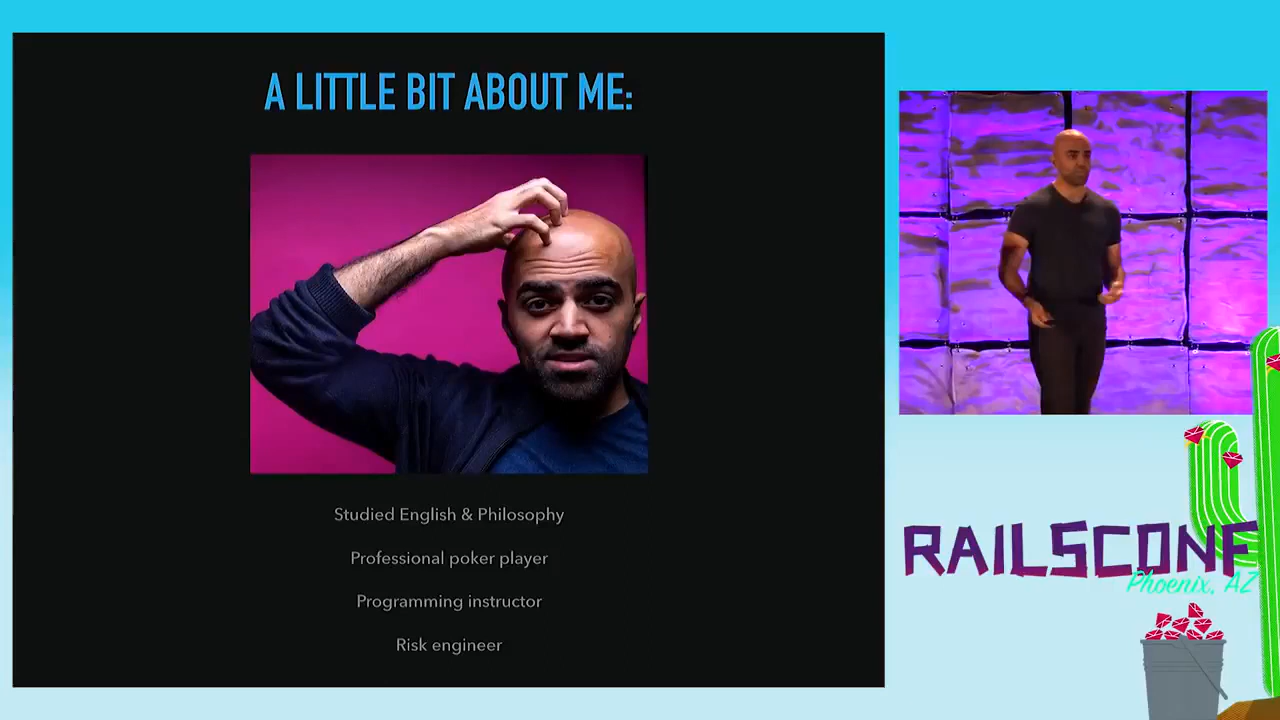 A LITTLE BIT ABOUT ME:
Studied English & Philosophy
Professional poker player
Programming instructor
Risk engineer
RAILSCONF
Phoenix, AZ